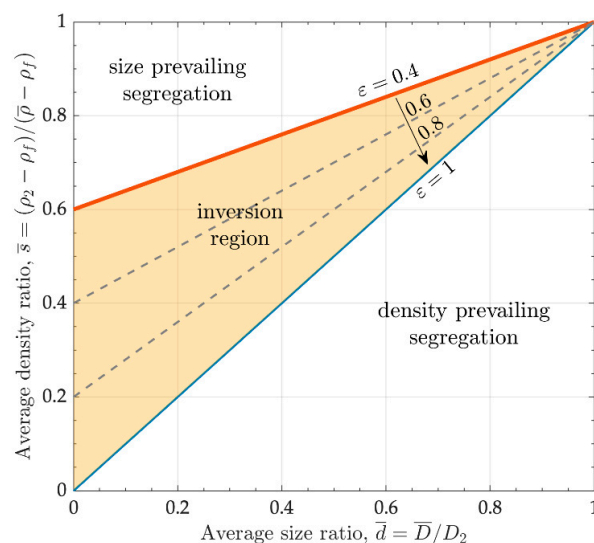 1
0.8
0.6
0.4
0.2
0
0
0.2
0.4
0.6
0.8
1
Average density ratio, s̅ = (ρ₂ − ρf)/(ρ̅ − ρf)
Average size ratio, d̅ = D̅/D₂
size prevailing
segregation
ε = 0.4
0.6
0.8
ε = 1
inversion
region
density prevailing
segregation